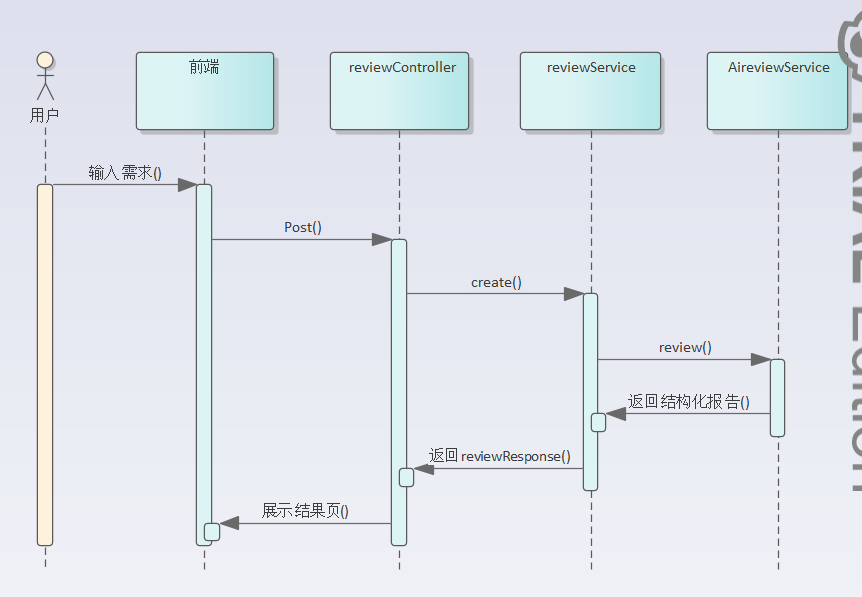 前端
reviewController
reviewService
AireviewService
用户
输入需求()
Post()
create()
review()
返回结构化报告()
返回 reviewResponse()
展示结果页()